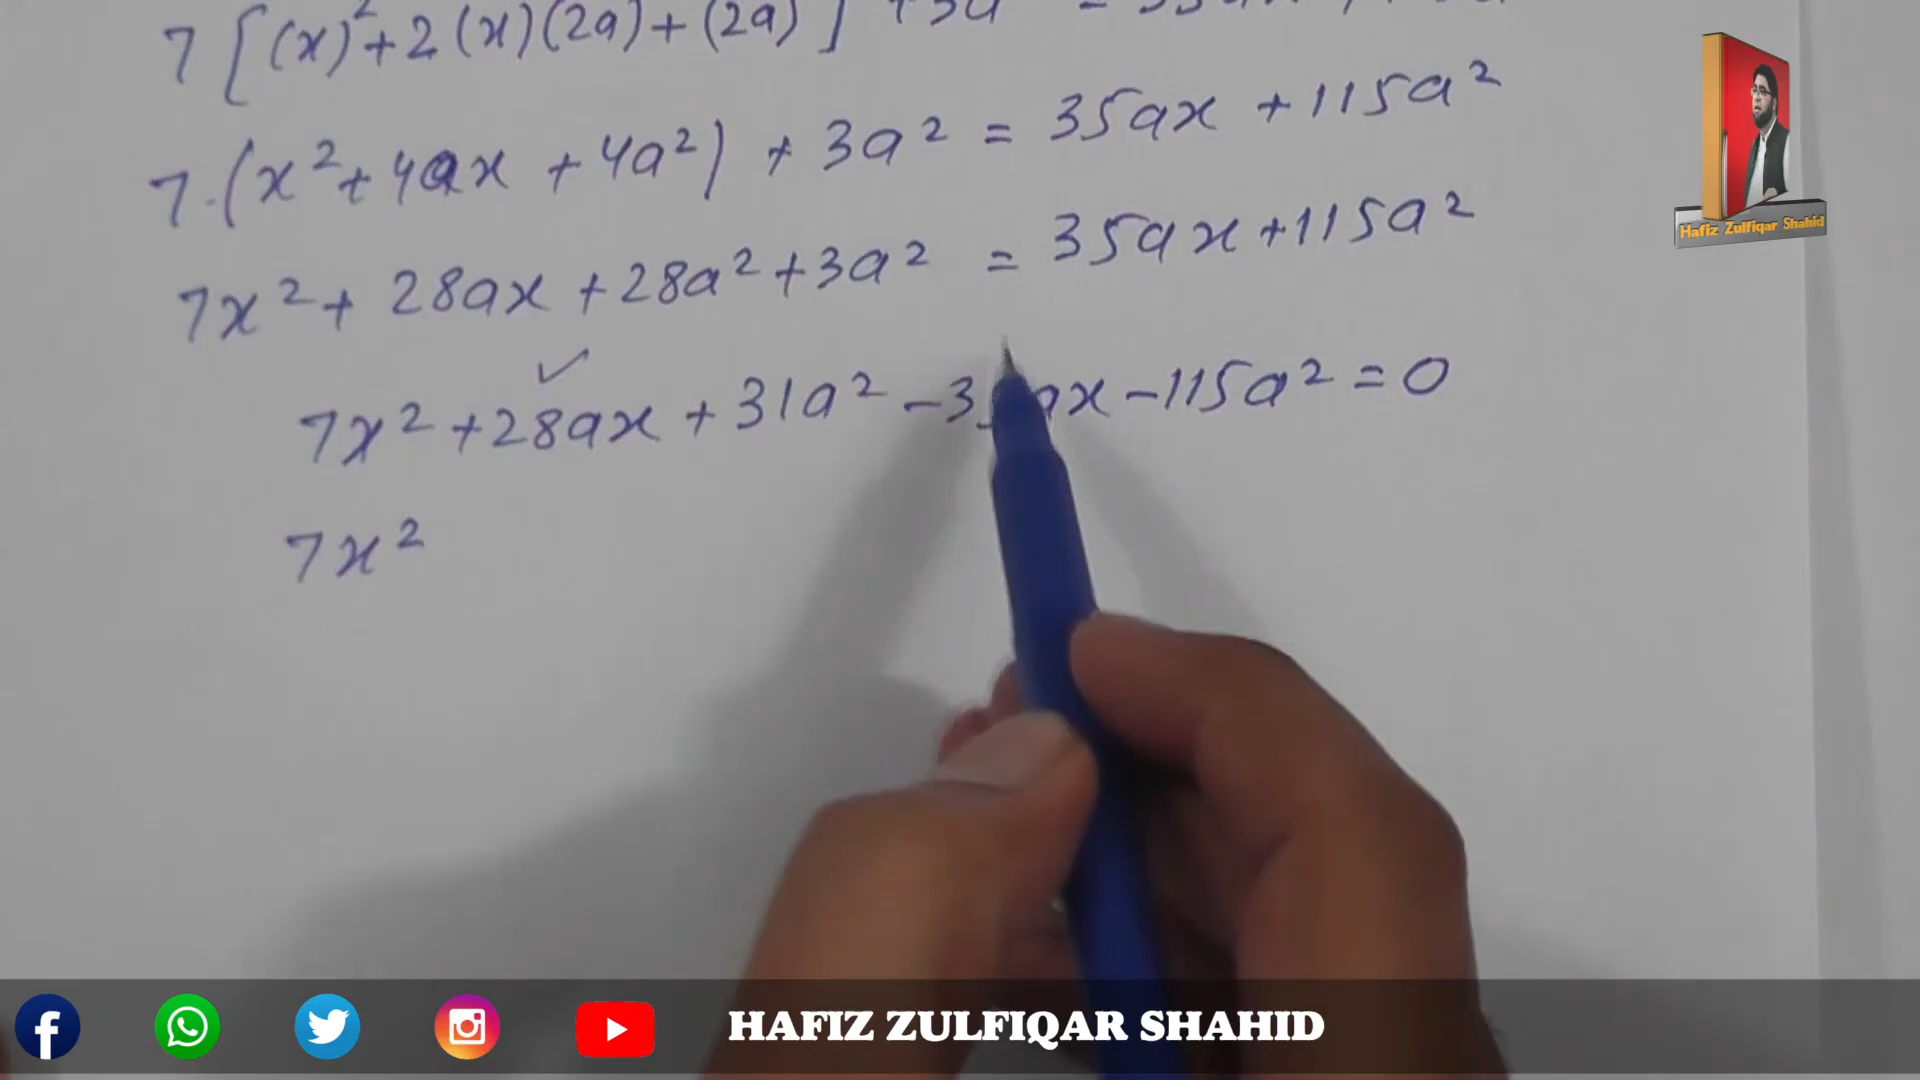 7 [(x)² + 2(x)(2a) + (2a)] + 3a
7·(x² + 4ax + 4a²) + 3a² = 35ax + 115a²
7x² + 28ax + 28a² + 3a² = 35ax + 115a²
✓
7x² + 28ax + 31a² - 3 ax - 115a² = 0
7x²
Hafiz Zulfiqar Shahid
HAFIZ ZULFIQAR SHAHID